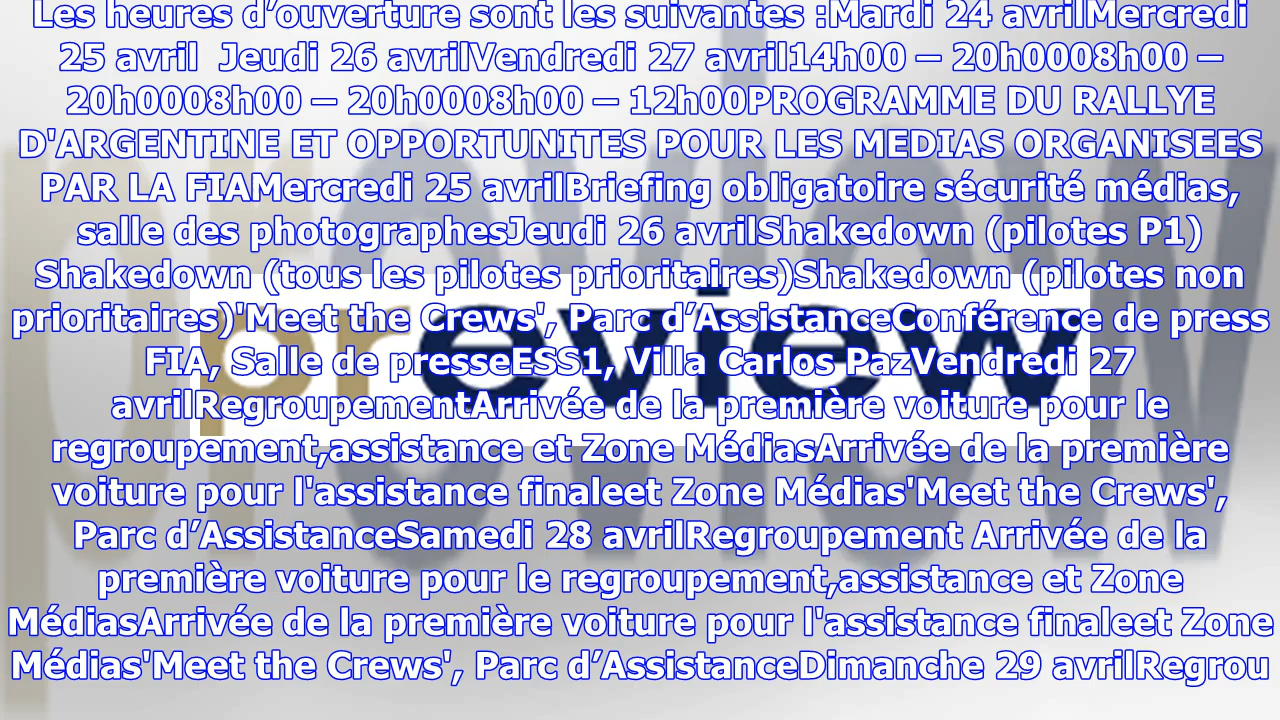 Les heures d’ouverture sont les suivantes :Mardi 24 avrilMercredi
25 avril  Jeudi 26 avrilVendredi 27 avril14h00 – 20h0008h00 –
20h0008h00 – 20h0008h00 – 12h00PROGRAMME DU RALLYE
D'ARGENTINE ET OPPORTUNITES POUR LES MEDIAS ORGANISEES
PAR LA FIAMercredi 25 avrilBriefing obligatoire sécurité médias,
salle des photographesJeudi 26 avrilShakedown (pilotes P1)
Shakedown (tous les pilotes prioritaires)Shakedown (pilotes non
prioritaires)'Meet the Crews', Parc d’AssistanceConférence de press
FIA, Salle de presseESS1, Villa Carlos PazVendredi 27
avrilRegroupementArrivée de la première voiture pour le
regroupement,assistance et Zone MédiasArrivée de la première
voiture pour l'assistance finaleet Zone Médias'Meet the Crews',
Parc d’AssistanceSamedi 28 avrilRegroupement Arrivée de la
première voiture pour le regroupement,assistance et Zone
MédiasArrivée de la première voiture pour l'assistance finaleet Zone
Médias'Meet the Crews', Parc d’AssistanceDimanche 29 avrilRegrou
preview